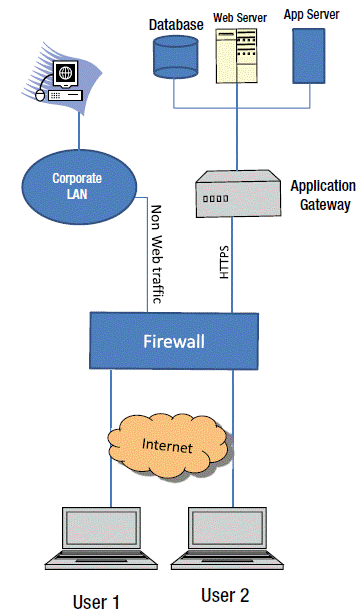 Database
Web Server
App Server
Corporate
LAN
Application
Gateway
Non Web traffic
HTTPS
Firewall
Internet
User 1
User 2